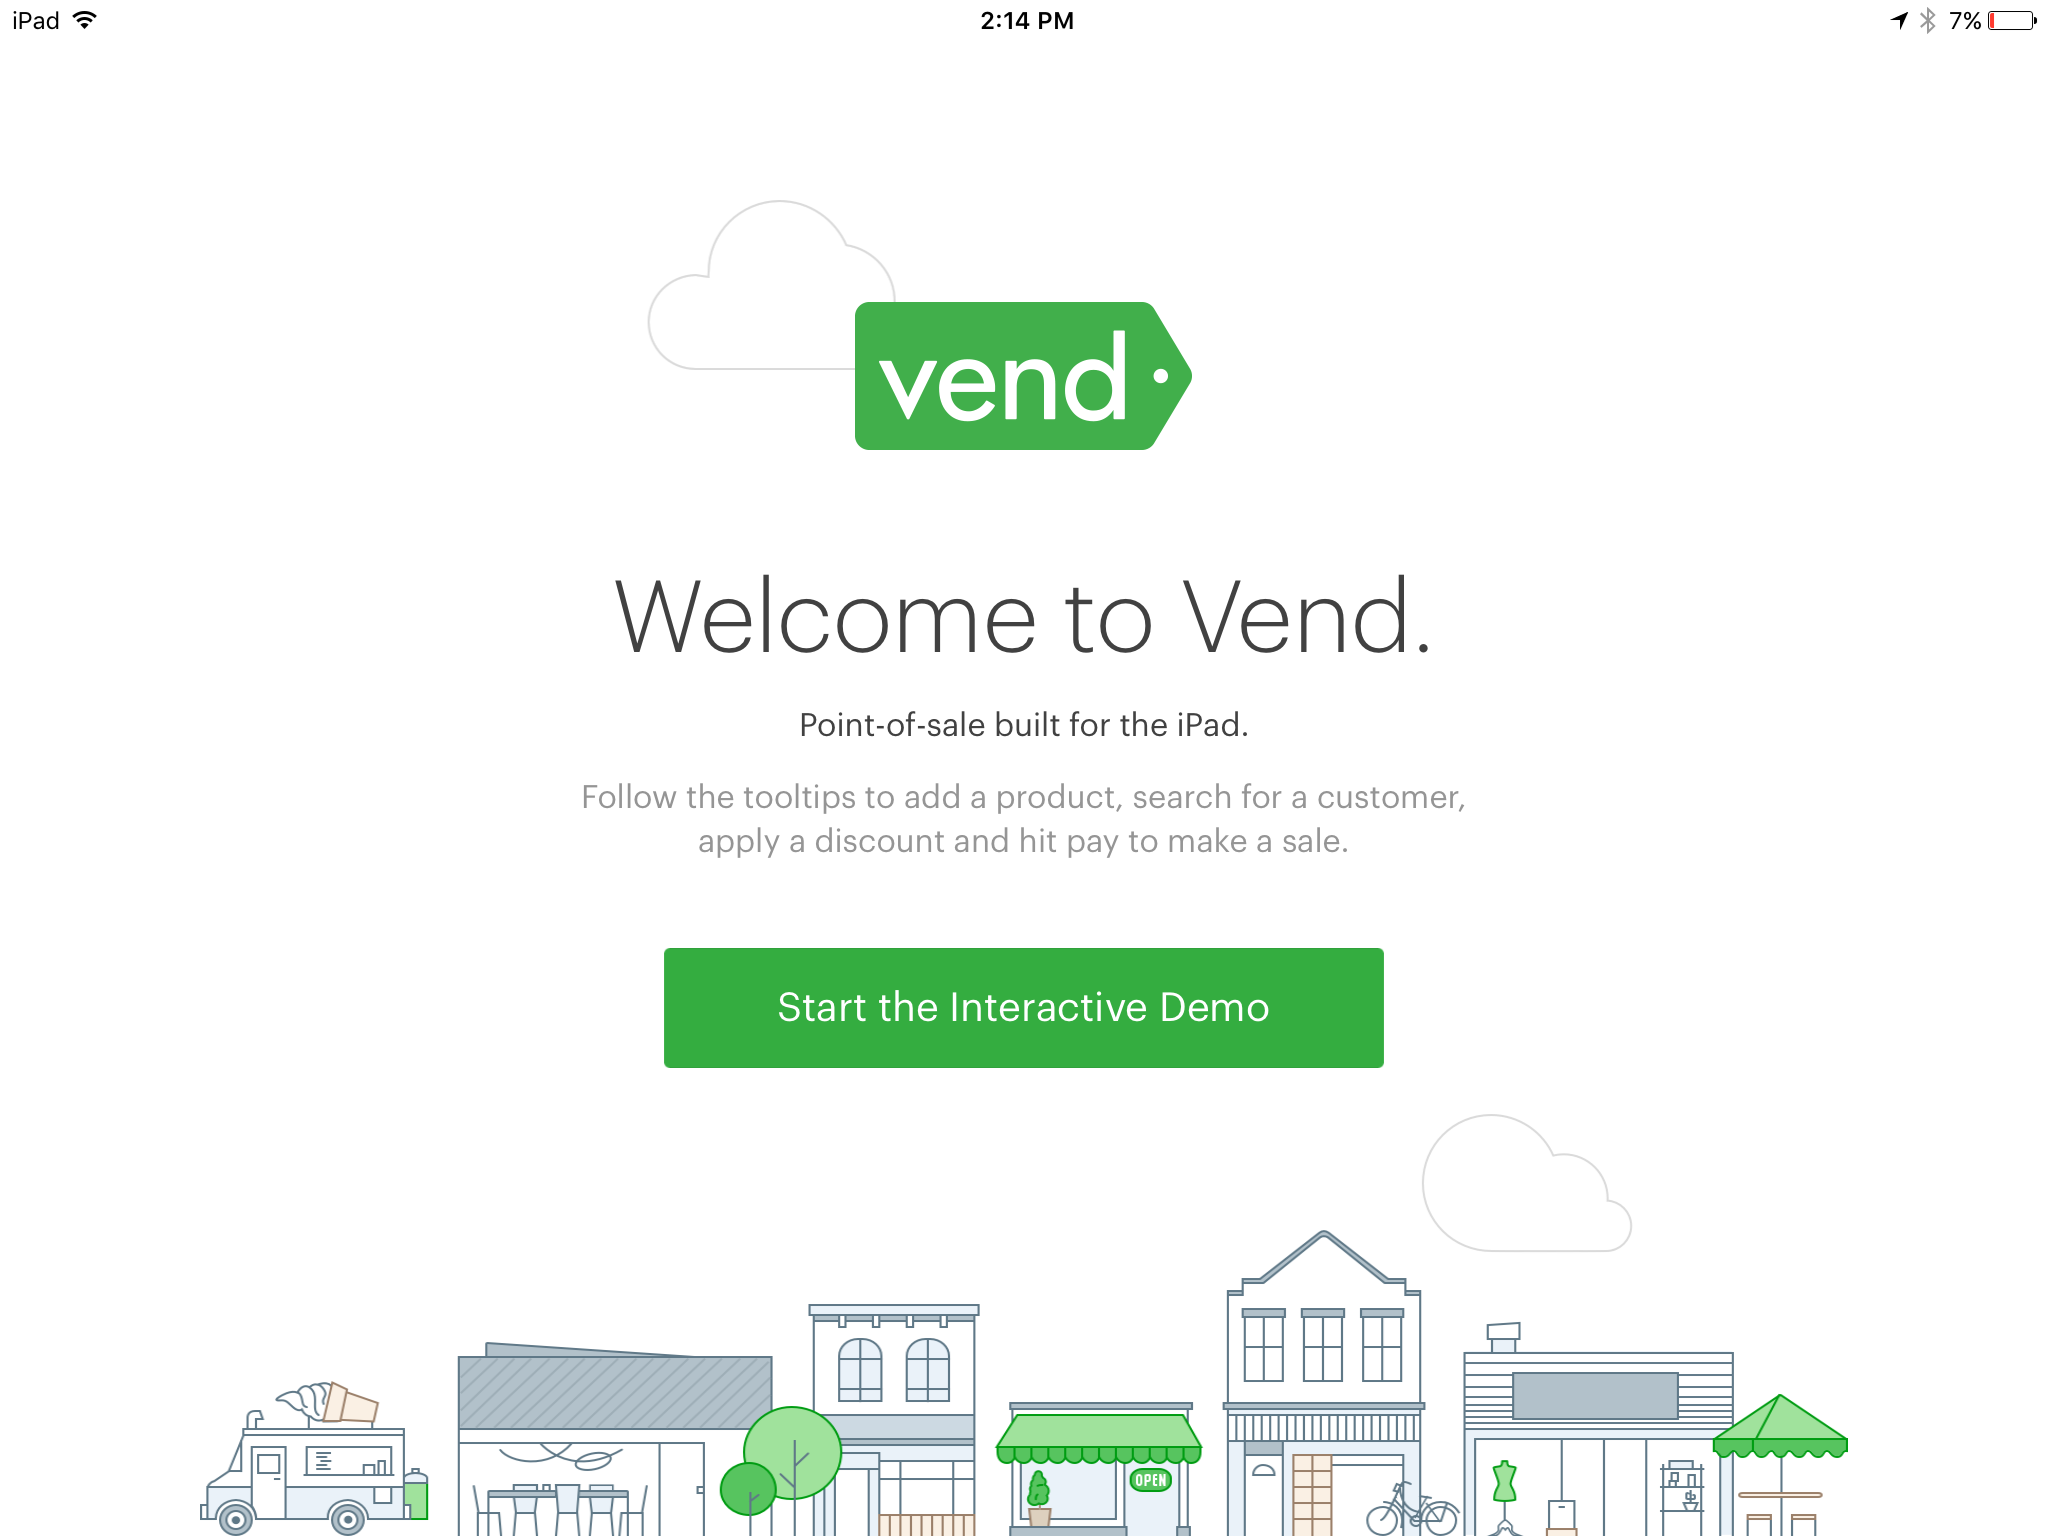 iPad 2:14 PM 7%
vend
Welcome to Vend.
Point-of-sale built for the iPad.
Follow the tooltips to add a product, search for a customer,
apply a discount and hit pay to make a sale.
Start the Interactive Demo
OPEN